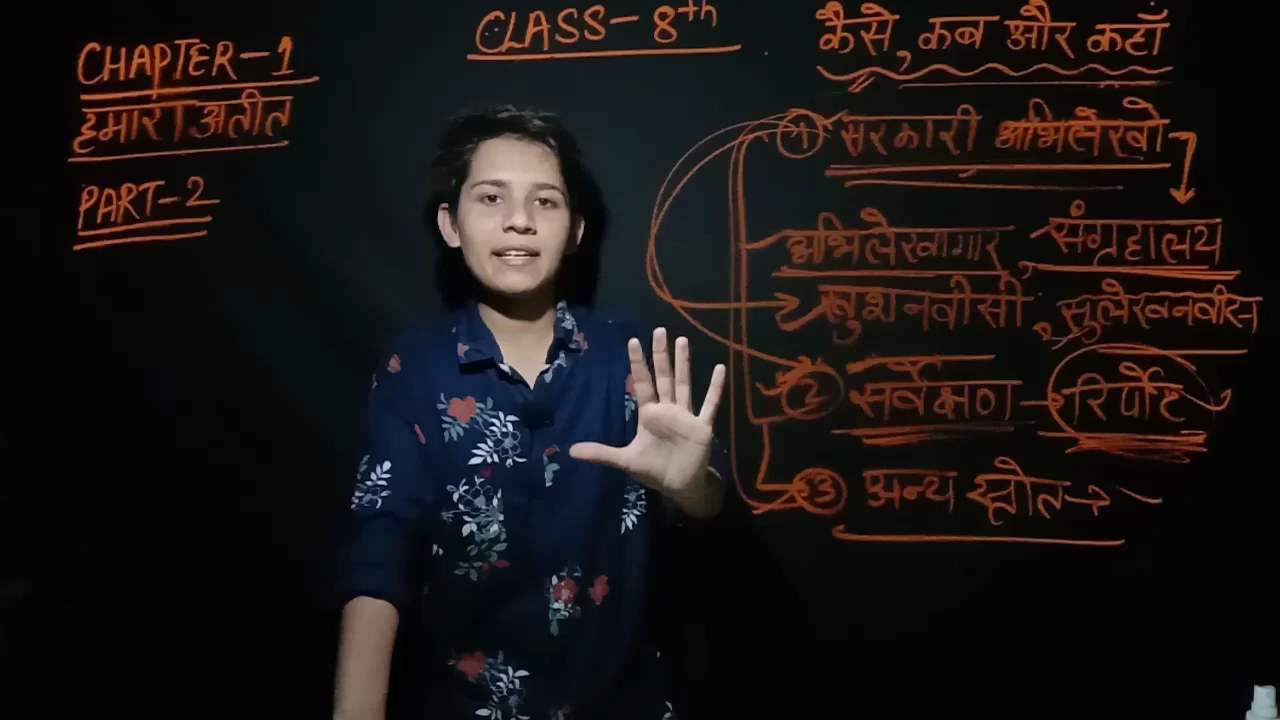 CHAPTER-1
हमारा अतीत
PART-2
CLASS-8th
कैसे, कब और कहाँ
1 सरकारी अभिलेखो
अभिलेखागार, संग्रहालय
खुशनवीसी, सुलेखनवीस
2 सर्वेक्षण - रिर्पोट
3 अन्य स्त्रोत